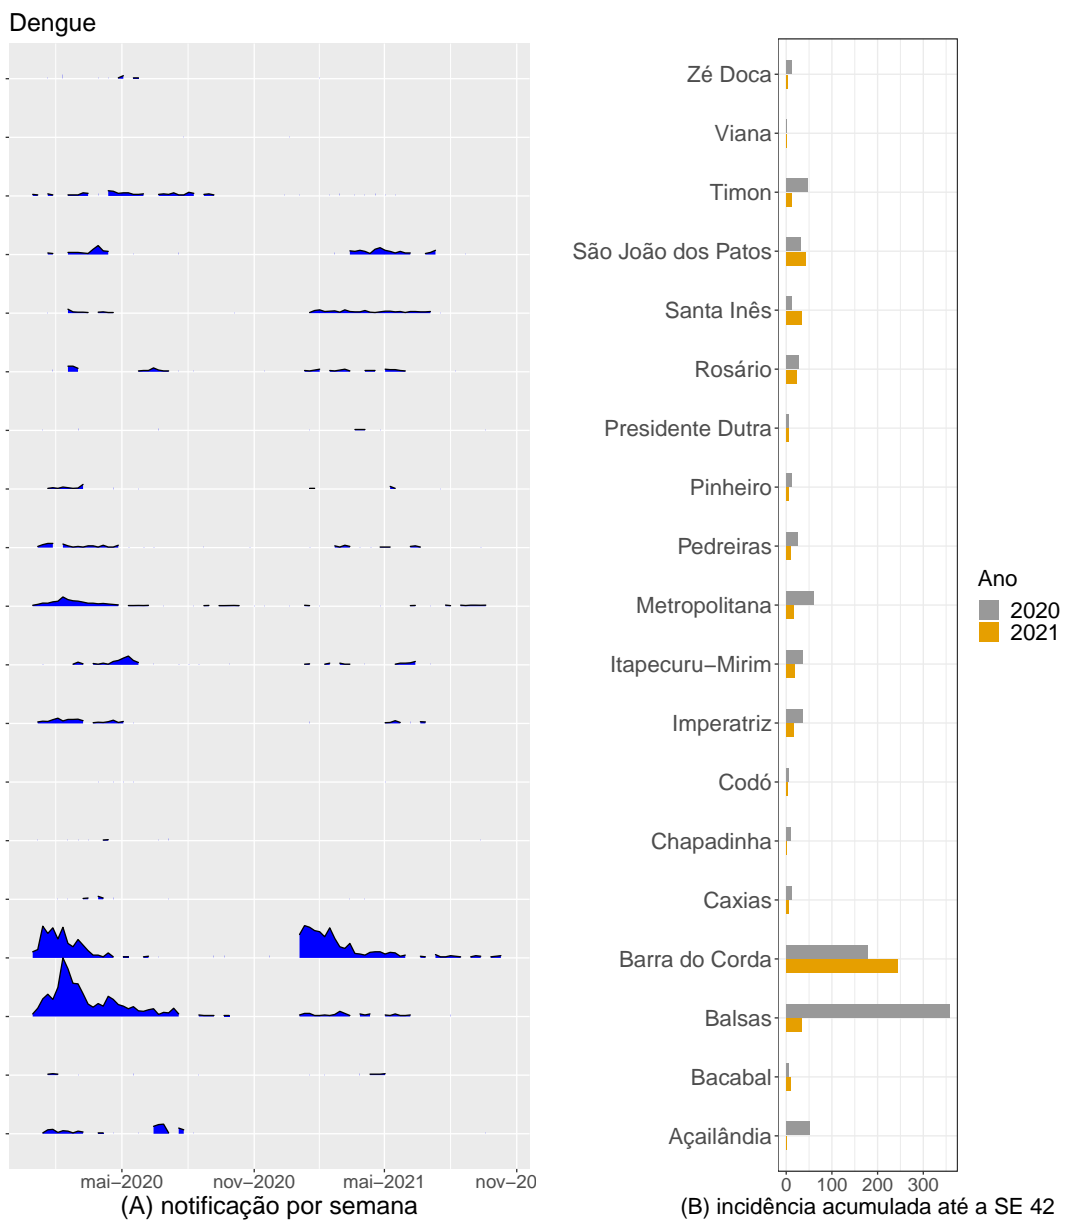 Dengue
Zé Doca
Viana
Timon
São João dos Patos
Santa Inês
Rosário
Presidente Dutra
Pinheiro
Pedreiras
Metropolitana
Itapecuru−Mirim
Imperatriz
Codó
Chapadinha
Caxias
Barra do Corda
Balsas
Bacabal
Açailândia
Ano
2020
2021
mai−2020 nov−2020 mai−2021 nov−20
0 100 200 300
(A) notificação por semana
(B) incidência acumulada até a SE 42